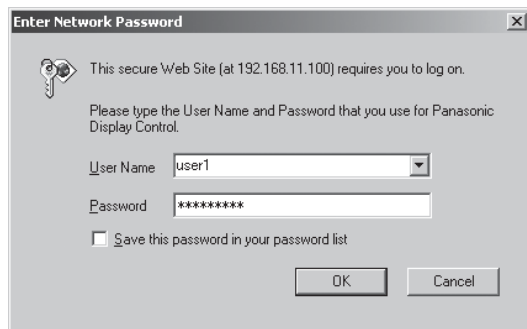 Enter Network Password
This secure Web Site (at 192.168.11.100) requires you to log on.
Please type the User Name and Password that you use for Panasonic
Display Control.
User Name user1
Password *********
Save this password in your password list
OK Cancel